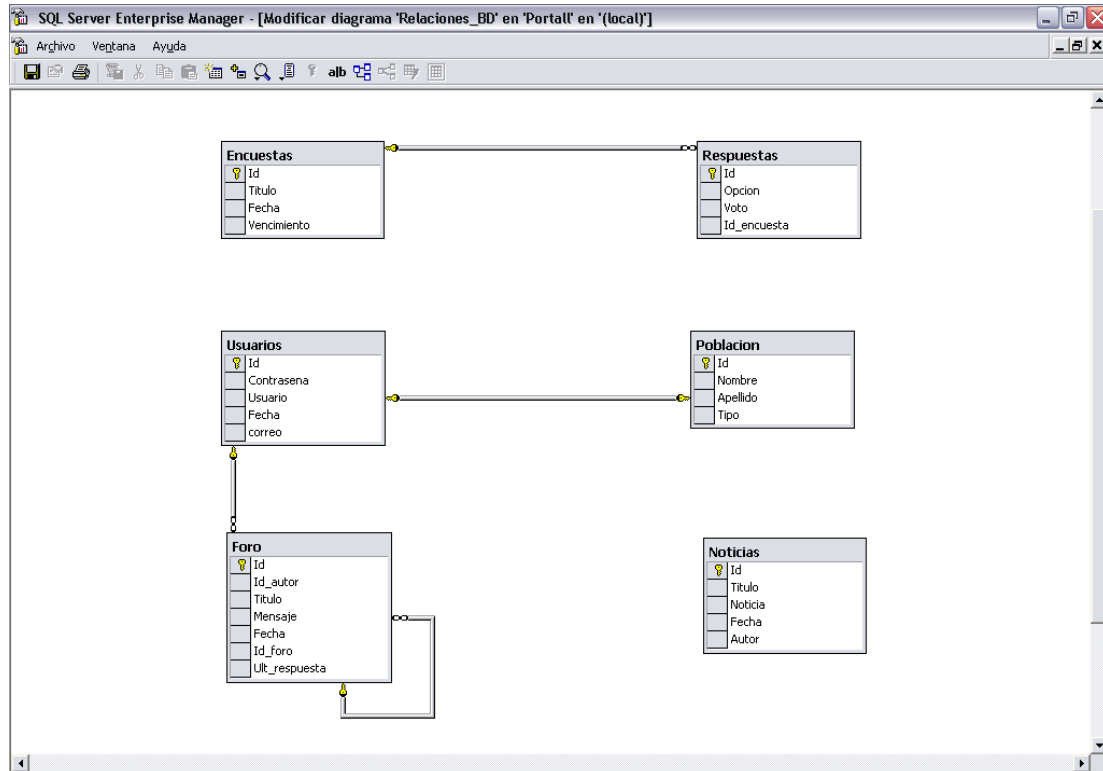 SQL Server Enterprise Manager - [Modificar diagrama 'Relaciones_BD' en 'Portall' en '(local)']
Archivo Ventana Ayuda
alb
Encuestas
Id
Titulo
Fecha
Vencimiento
Respuestas
Id
Opcion
Voto
Id_encuesta
Usuarios
Id
Contrasena
Usuario
Fecha
correo
Poblacion
Id
Nombre
Apellido
Tipo
Foro
Id
Id_autor
Titulo
Mensaje
Fecha
Id_foro
Ult_respuesta
Noticias
Id
Titulo
Noticia
Fecha
Autor